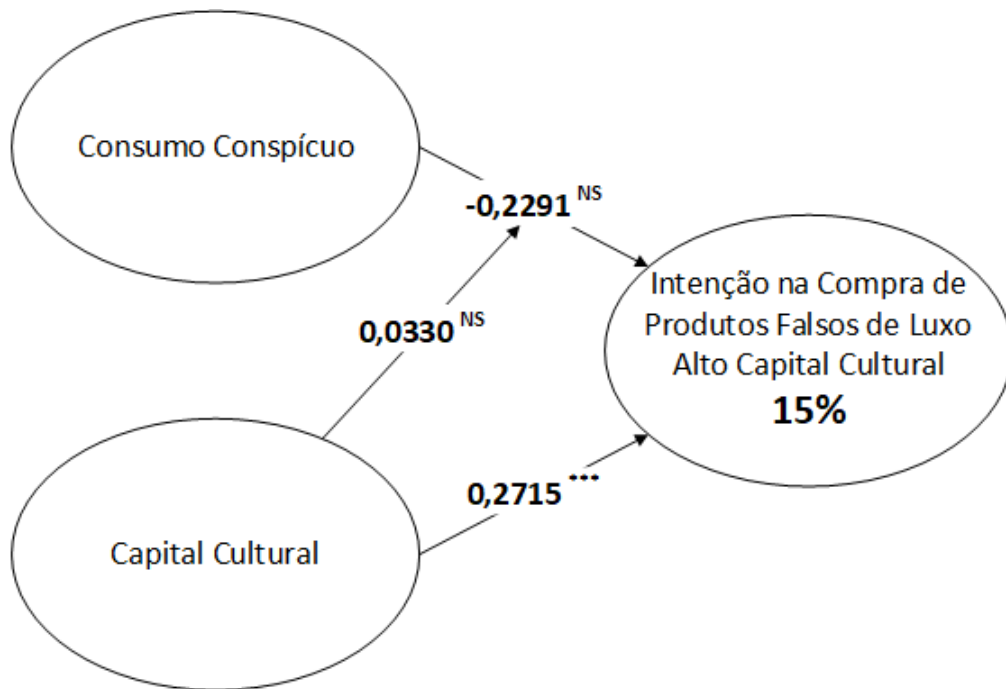 Consumo Conspícuo
-0,2291 NS
Intenção na Compra de
Produtos Falsos de Luxo
Alto Capital Cultural
15%
0,0330 NS
0,2715 ***
Capital Cultural